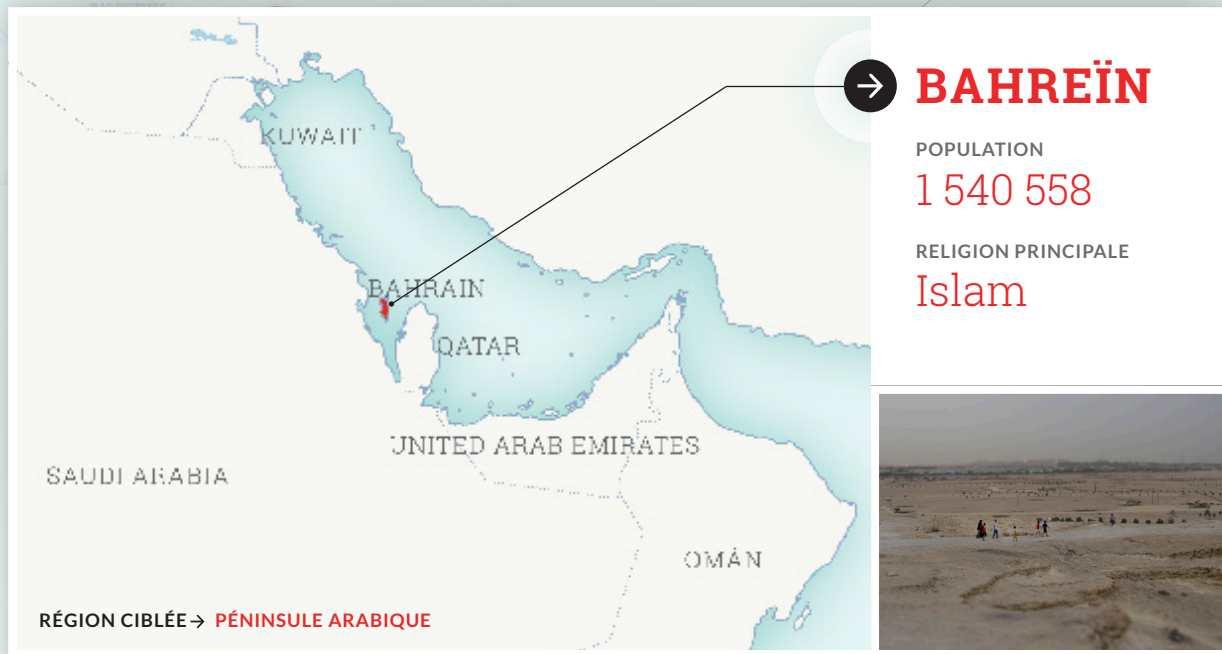 KUWAIT
BAHRAIN
QATAR
UNITED ARAB EMIRATES
SAUDI ARABIA
OMÁN
RÉGION CIBLÉE→ PÉNINSULE ARABIQUE
BAHREÏN
POPULATION
1 540 558
RELIGION PRINCIPALE
Islam